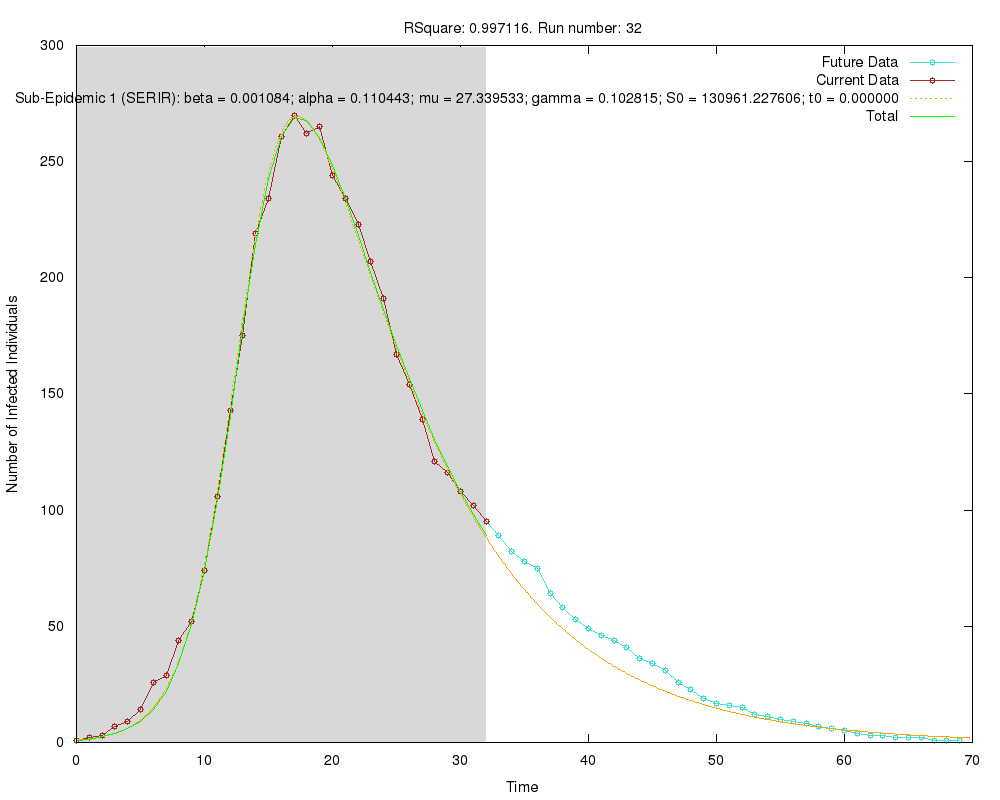 RSquare: 0.997116. Run number: 32
300
250
200
150
100
50
0
Number of Infected Individuals
Future Data
Current Data
Sub-Epidemic 1 (SERIR): beta = 0.001084; alpha = 0.110443; mu = 27.339533; gamma = 0.102815; S0 = 130961.227606; t0 = 0.000000
Total
0 10 20 30 40 50 60 70
Time